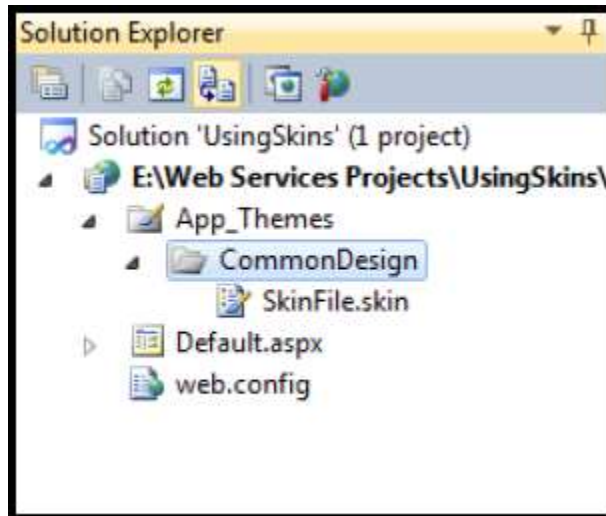 Solution Explorer
Solution 'UsingSkins' (1 project)
E:\Web Services Projects\UsingSkins\
App_Themes
CommonDesign
SkinFile.skin
Default.aspx
web.config